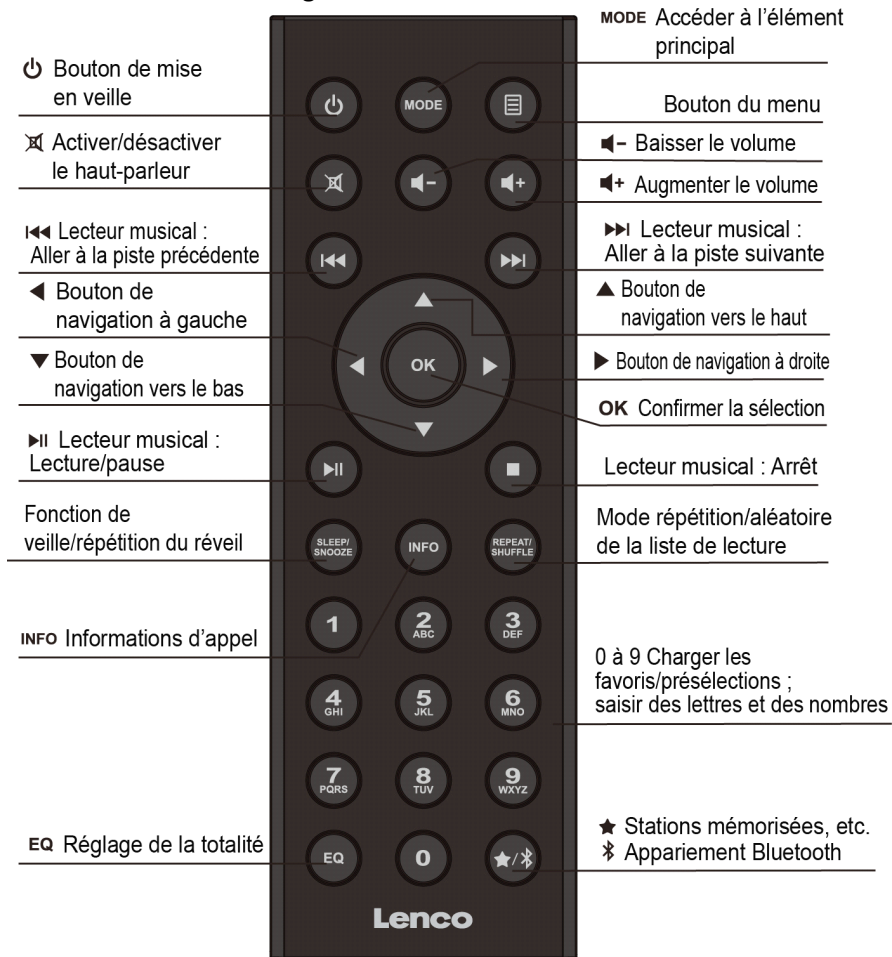 MODE Accéder à l'élément
principal
Bouton de mise
en veille
Bouton du menu
Activer/désactiver
le haut-parleur
- Baisser le volume
+ Augmenter le volume
Lecteur musical :
Aller à la piste précédente
Lecteur musical :
Aller à la piste suivante
Bouton de
navigation à gauche
Bouton de
navigation vers le haut
Bouton de
navigation vers le bas
Bouton de navigation à droite
OK Confirmer la sélection
Lecteur musical :
Lecture/pause
Lecteur musical : Arrêt
Fonction de
veille/répétition du réveil
Mode répétition/aléatoire
de la liste de lecture
INFO Informations d'appel
0 à 9 Charger les
favoris/présélections ;
saisir des lettres et des nombres
EQ Réglage de la totalité
★ Stations mémorisées, etc.
Appariement Bluetooth
MODE
- +
OK
SLEEP/
SNOOZE
INFO
REPEAT/
SHUFFLE
1 2 3
ABC DEF
4 5 6
GHI JKL MNO
7 8 9
PQRS TUV WXYZ
EQ 0 ★/
Lenco